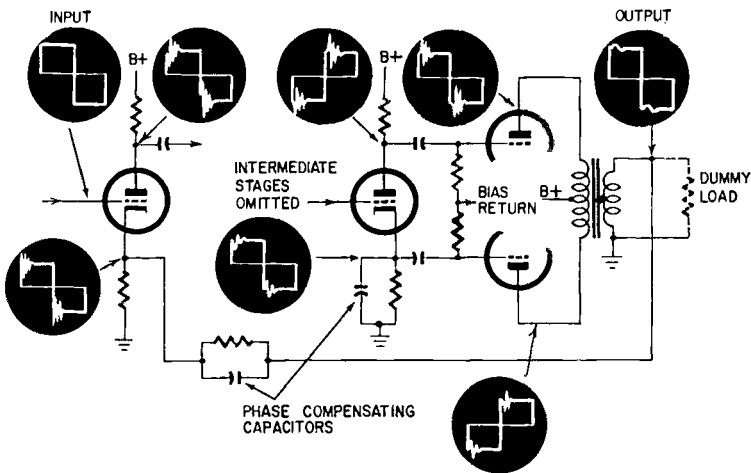 INPUT
OUTPUT
B+
B+
INTERMEDIATE
STAGES
OMITTED
BIAS
RETURN
B+
DUMMY
LOAD
PHASE COMPENSATING
CAPACITORS